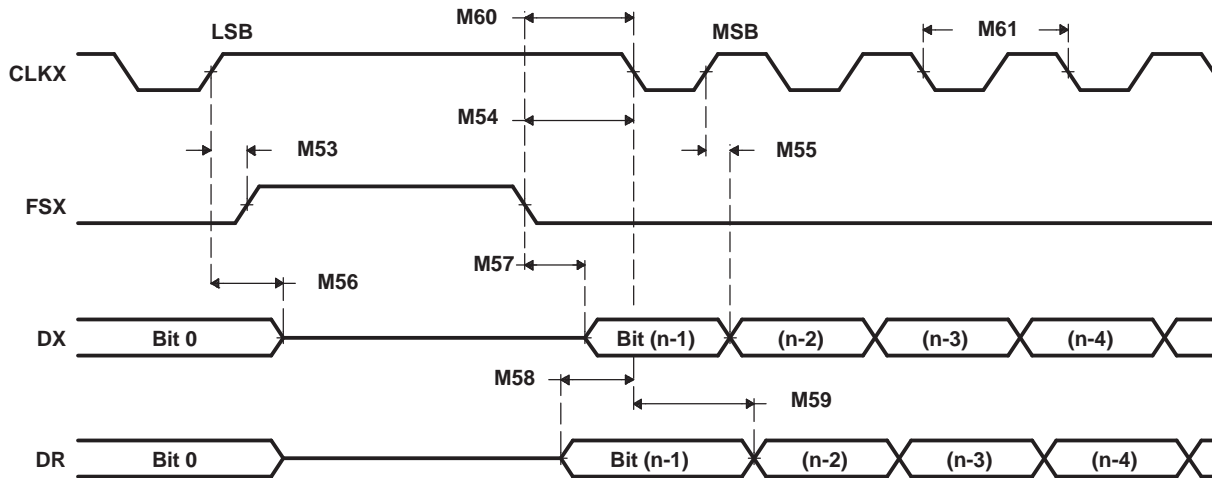 M60
LSB
MSB
M61
CLKX
M54
M53
M55
FSX
M57
M56
DX
Bit 0
Bit (n-1)
(n-2)
(n-3)
(n-4)
M58
M59
DR
Bit 0
Bit (n-1)
(n-2)
(n-3)
(n-4)